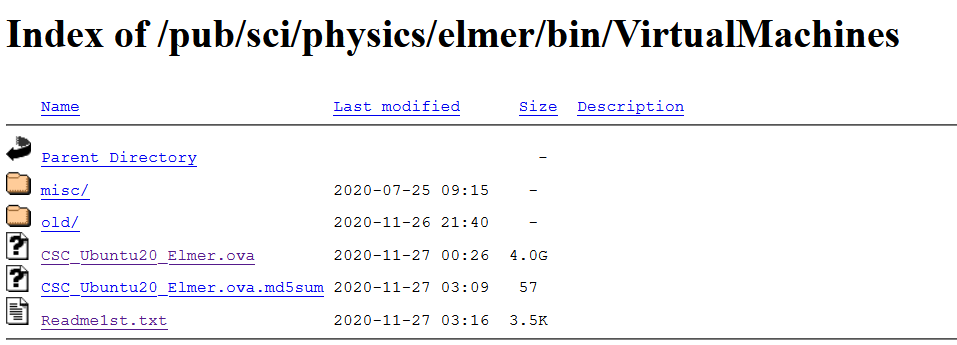 Index of /pub/sci/physics/elmer/bin/VirtualMachines
Name Last modified Size Description
Parent Directory -
misc/ 2020-07-25 09:15 -
old/ 2020-11-26 21:40 -
CSC_Ubuntu20_Elmer.ova 2020-11-27 00:26 4.0G
CSC_Ubuntu20_Elmer.ova.md5sum 2020-11-27 03:09 57
Readme1st.txt 2020-11-27 03:16 3.5K